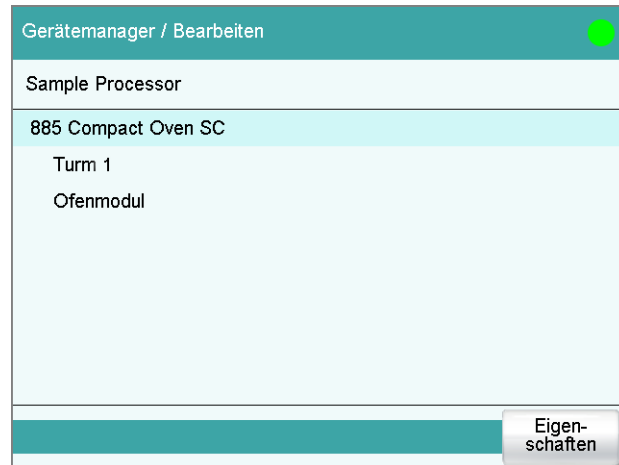 Gerätemanager / Bearbeiten
Sample Processor
885 Compact Oven SC
Turm 1
Ofenmodul
Eigen-
schaften